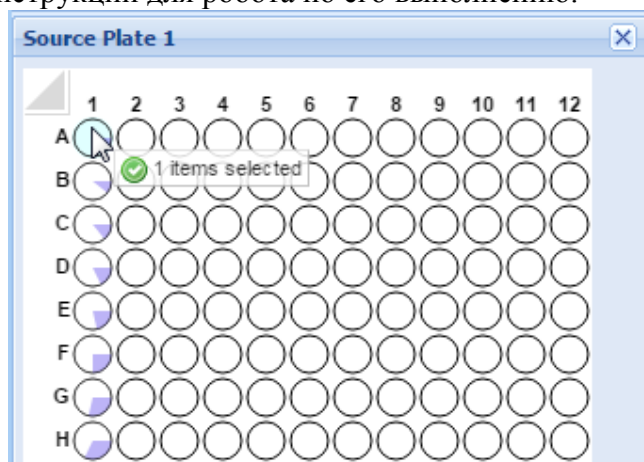 для робота по его выполнению.
Source Plate 1
1 2 3 4 5 6 7 8 9 10 11 12
A
1 items selected
B
C
D
E
F
G
H